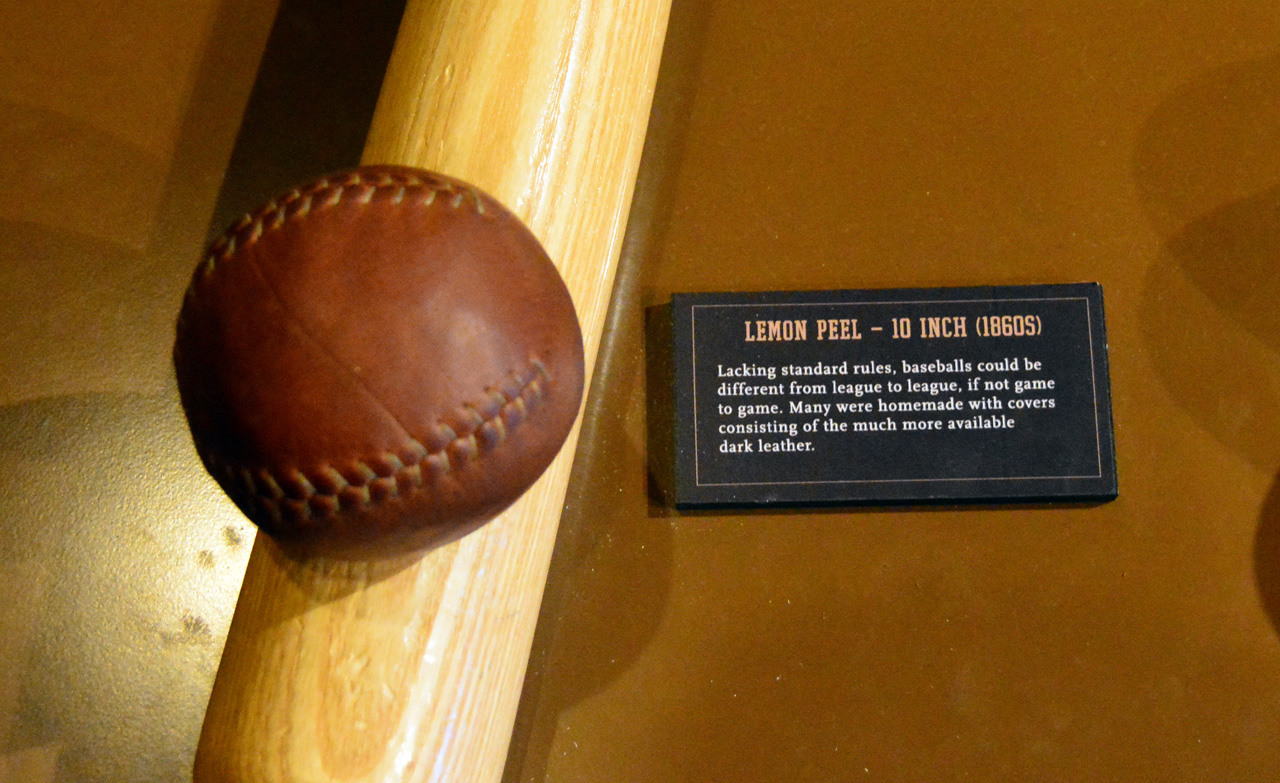 LEMON PEEL – 10 INCH (1860S)
Lacking standard rules, baseballs could be
different from league to league, if not game
to game. Many were homemade with covers
consisting of the much more available
dark leather.